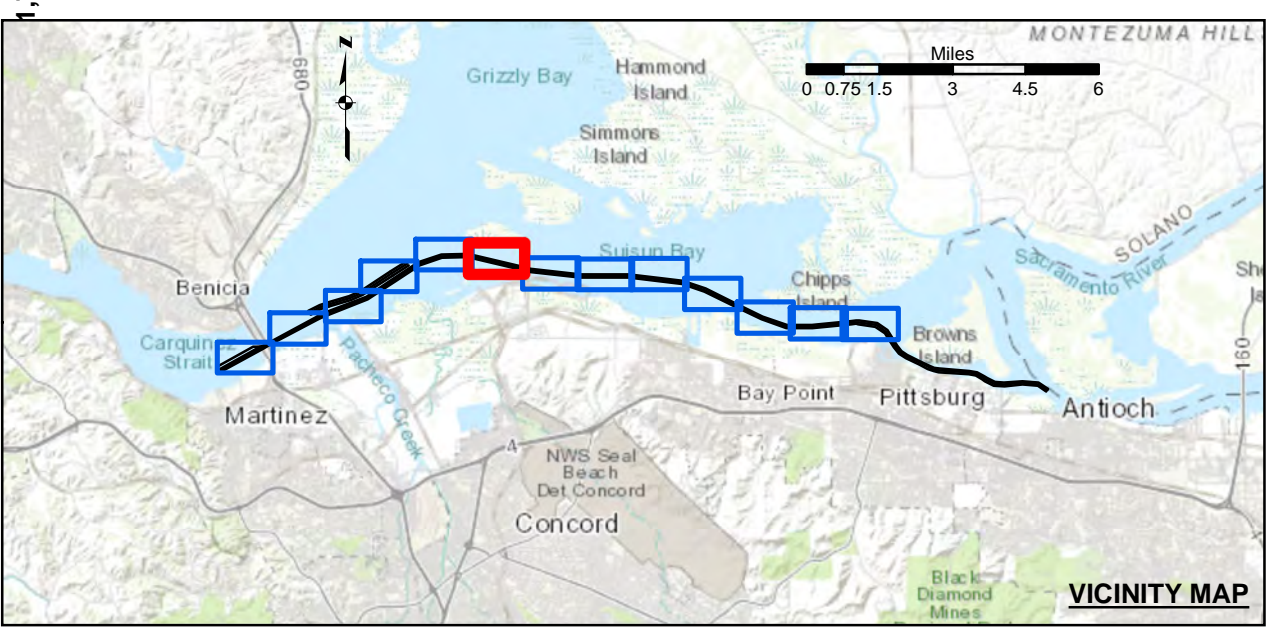 MONTEZUMA HILL
N
680
Grizzly Bay
Hammond
Island
Miles
0 0.75 1.5 3 4.5 6
Simmons
Island
SOLANO
Suisun Bay
Sacramento River
Benicia
Chipps
Island
Carquinez
Strait
Pacheco Creek
Browns
Island
160
Martinez
Bay Point
Pittsburg
Antioch
4
NWS Seal
Beach
Det Concord
Concord
Black
Diamond
Mines
VICINITY MAP